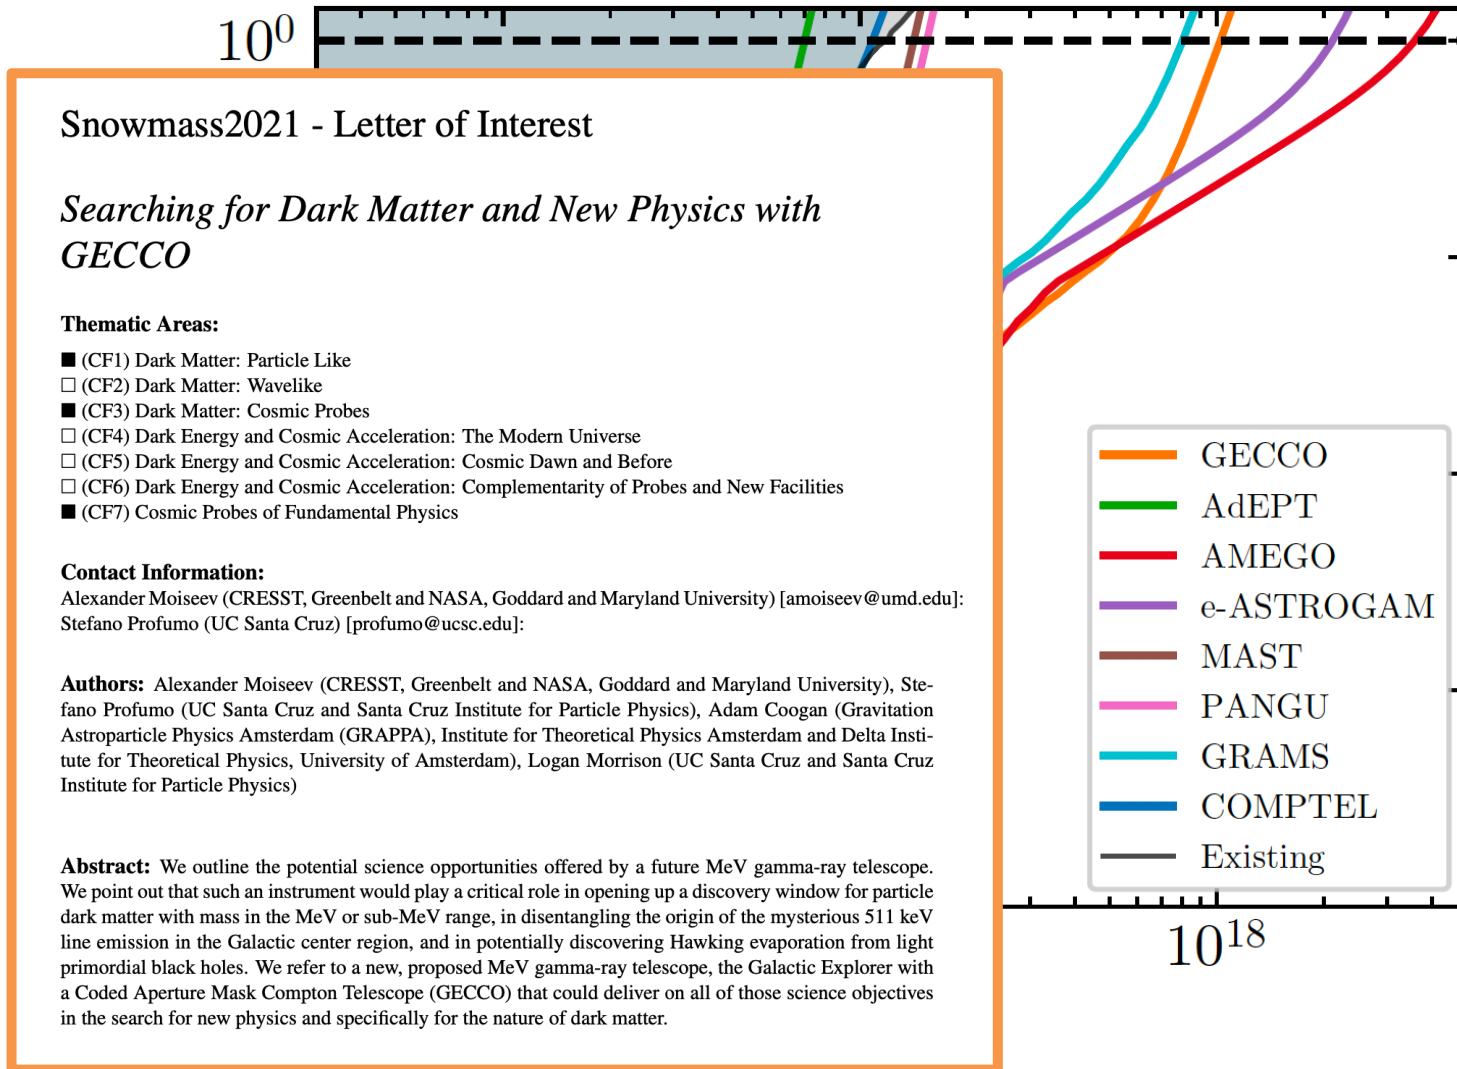 10⁰
Snowmass2021 - Letter of Interest
Searching for Dark Matter and New Physics with
GECCO
Thematic Areas:
■ (CF1) Dark Matter: Particle Like
□ (CF2) Dark Matter: Wavelike
■ (CF3) Dark Matter: Cosmic Probes
□ (CF4) Dark Energy and Cosmic Acceleration: The Modern Universe
□ (CF5) Dark Energy and Cosmic Acceleration: Cosmic Dawn and Before
□ (CF6) Dark Energy and Cosmic Acceleration: Complementarity of Probes and New Facilities
■ (CF7) Cosmic Probes of Fundamental Physics
Contact Information:
Alexander Moiseev (CRESST, Greenbelt and NASA, Goddard and Maryland University) [amoiseev@umd.edu]:
Stefano Profumo (UC Santa Cruz) [profumo@ucsc.edu]:
Authors: Alexander Moiseev (CRESST, Greenbelt and NASA, Goddard and Maryland University), Ste-
fano Profumo (UC Santa Cruz and Santa Cruz Institute for Particle Physics), Adam Coogan (Gravitation
Astroparticle Physics Amsterdam (GRAPPA), Institute for Theoretical Physics Amsterdam and Delta Insti-
tute for Theoretical Physics, University of Amsterdam), Logan Morrison (UC Santa Cruz and Santa Cruz
Institute for Particle Physics)
Abstract: We outline the potential science opportunities offered by a future MeV gamma-ray telescope.
We point out that such an instrument would play a critical role in opening up a discovery window for particle
dark matter with mass in the MeV or sub-MeV range, in disentangling the origin of the mysterious 511 keV
line emission in the Galactic center region, and in potentially discovering Hawking evaporation from light
primordial black holes. We refer to a new, proposed MeV gamma-ray telescope, the Galactic Explorer with
a Coded Aperture Mask Compton Telescope (GECCO) that could deliver on all of those science objectives
in the search for new physics and specifically for the nature of dark matter.
GECCO
AdEPT
AMEGO
e-ASTROGAM
MAST
PANGU
GRAMS
COMPTEL
Existing
10¹⁸